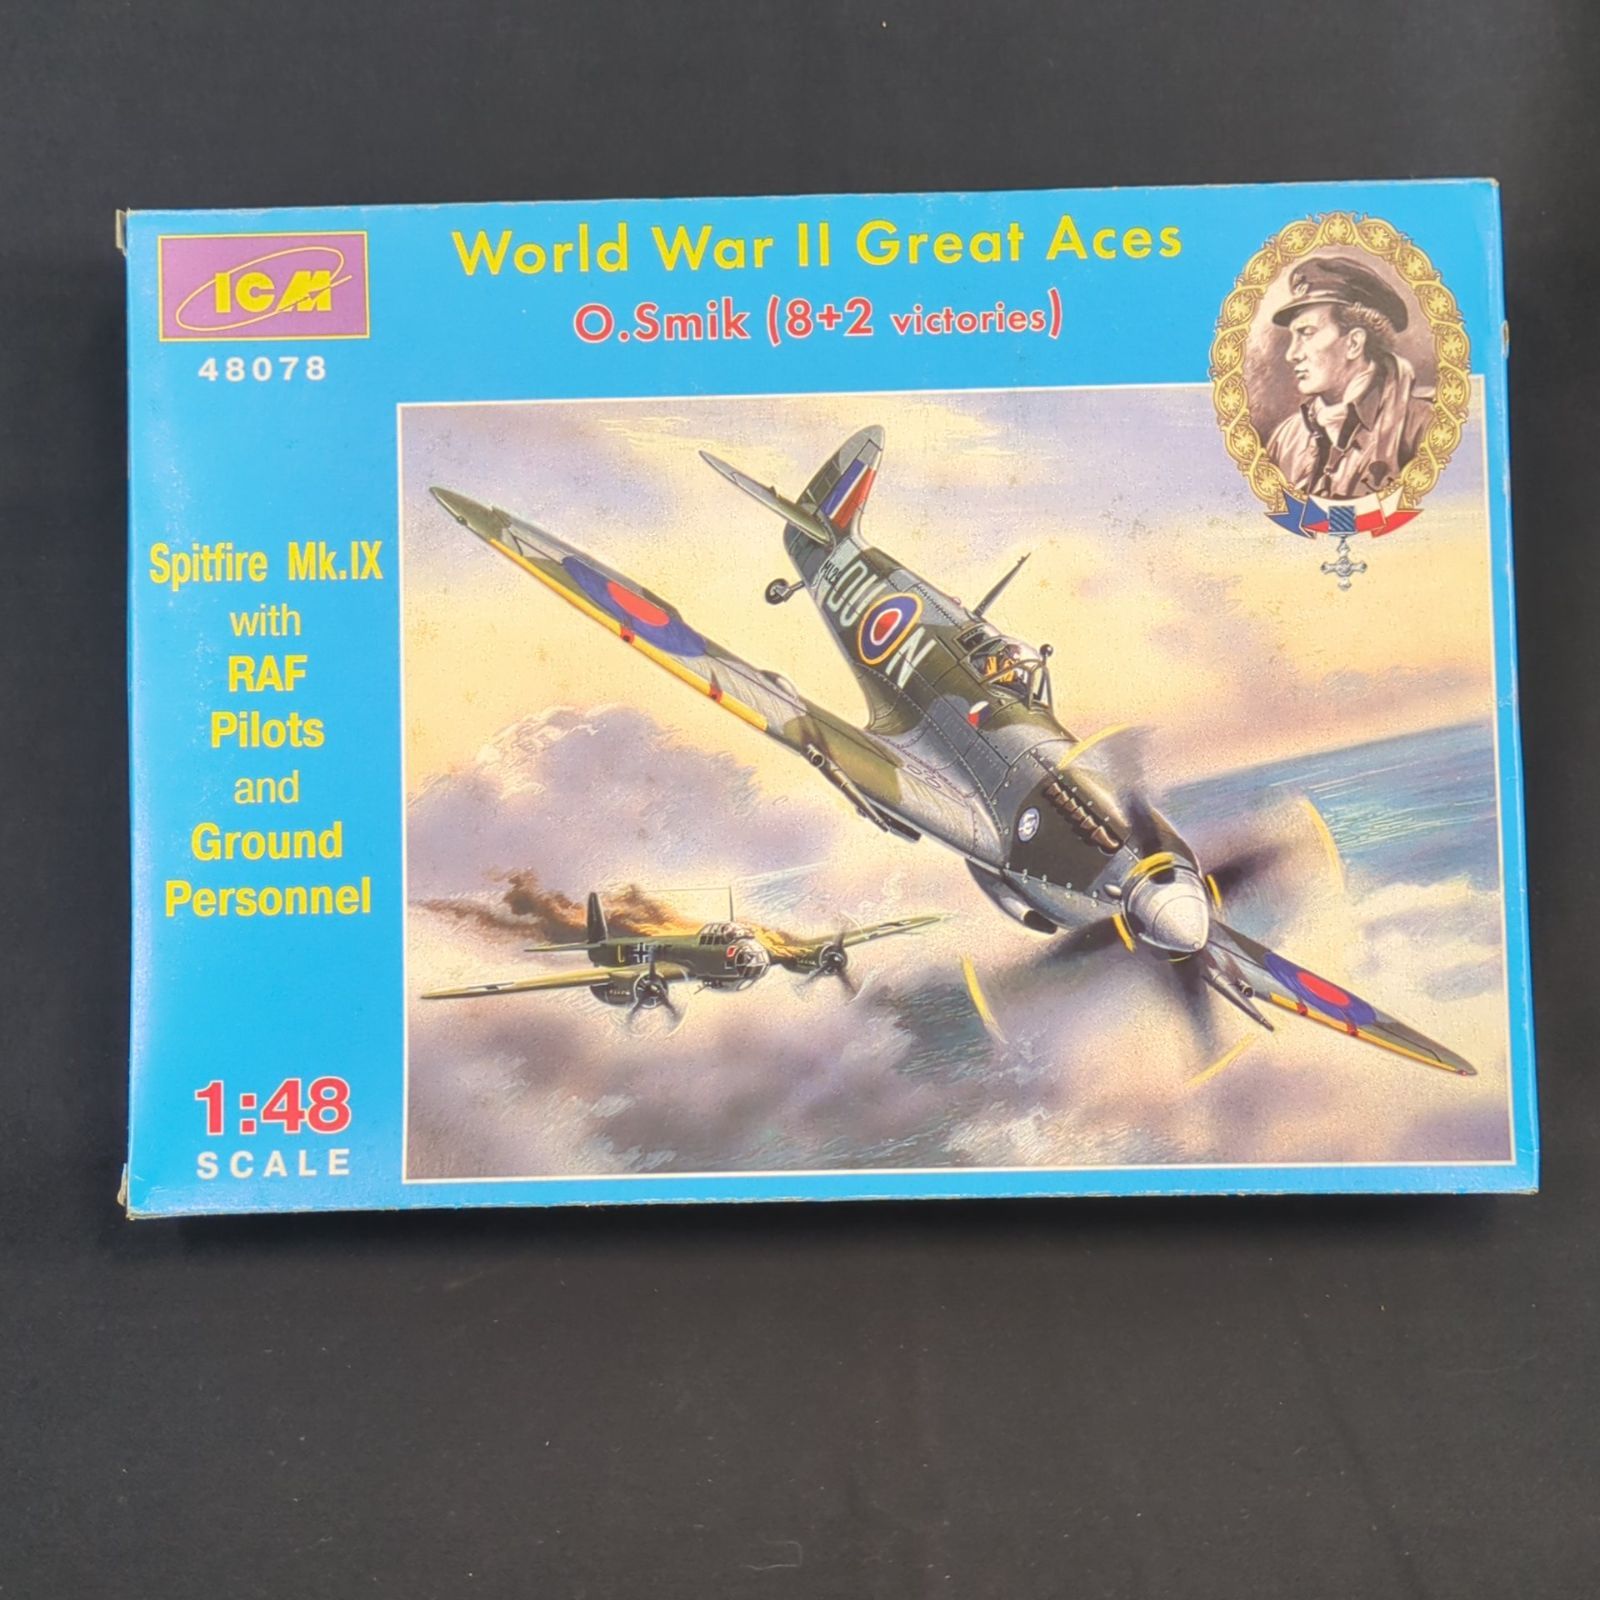 ICM
48078
World War II Great Aces
O.Smik (8+2 victories)
Spitfire Mk.IX
with
RAF
Pilots
and
Ground
Personnel
1:48
SCALE
DU N